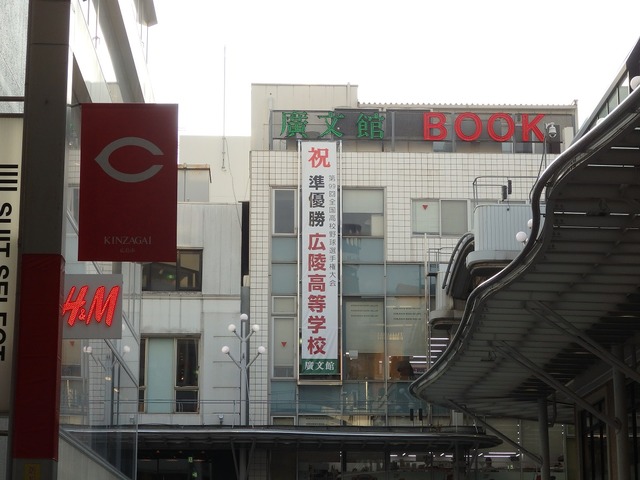 廣文館 BOOK
祝
第99回全国高校野球選手権大会
準優勝 広陵高等学校
廣文館
C
KINZAGAI
H&M
SUIT SELECT